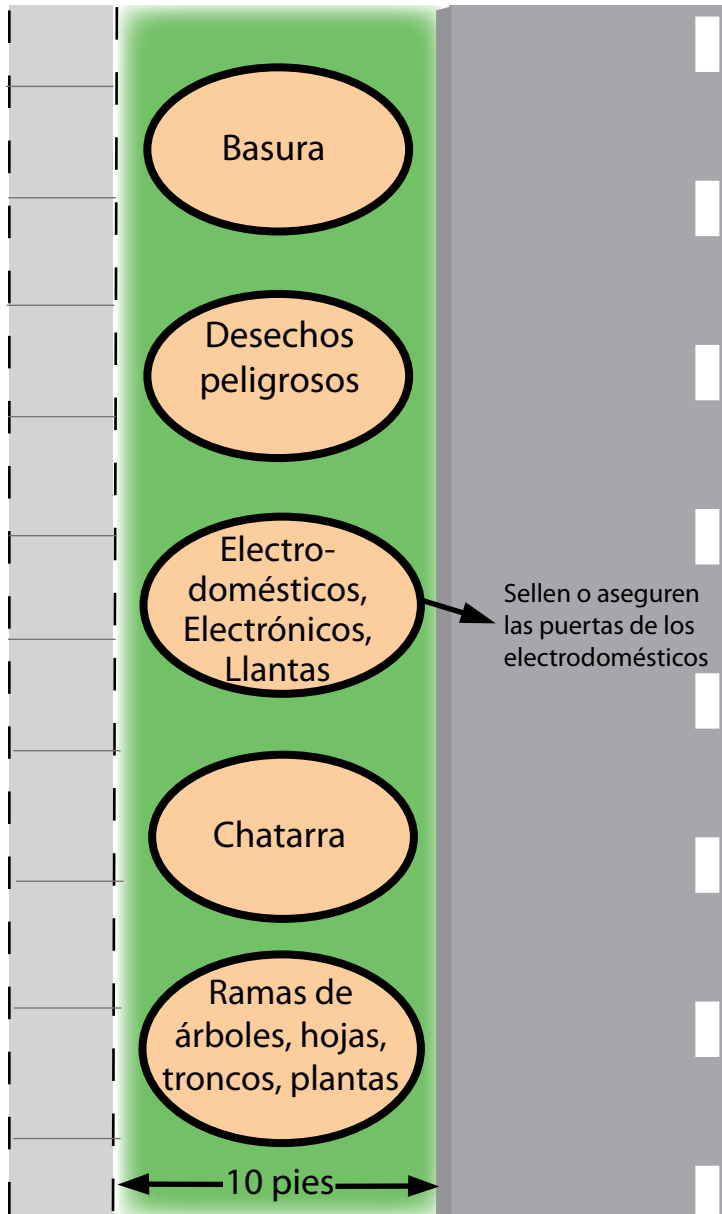 Basura
Desechos
peligrosos
Electro-
domésticos,
Electrónicos,
Llantas
Sellen o aseguren
las puertas de los
electrodomésticos
Chatarra
Ramas de
árboles, hojas,
troncos, plantas
10 pies